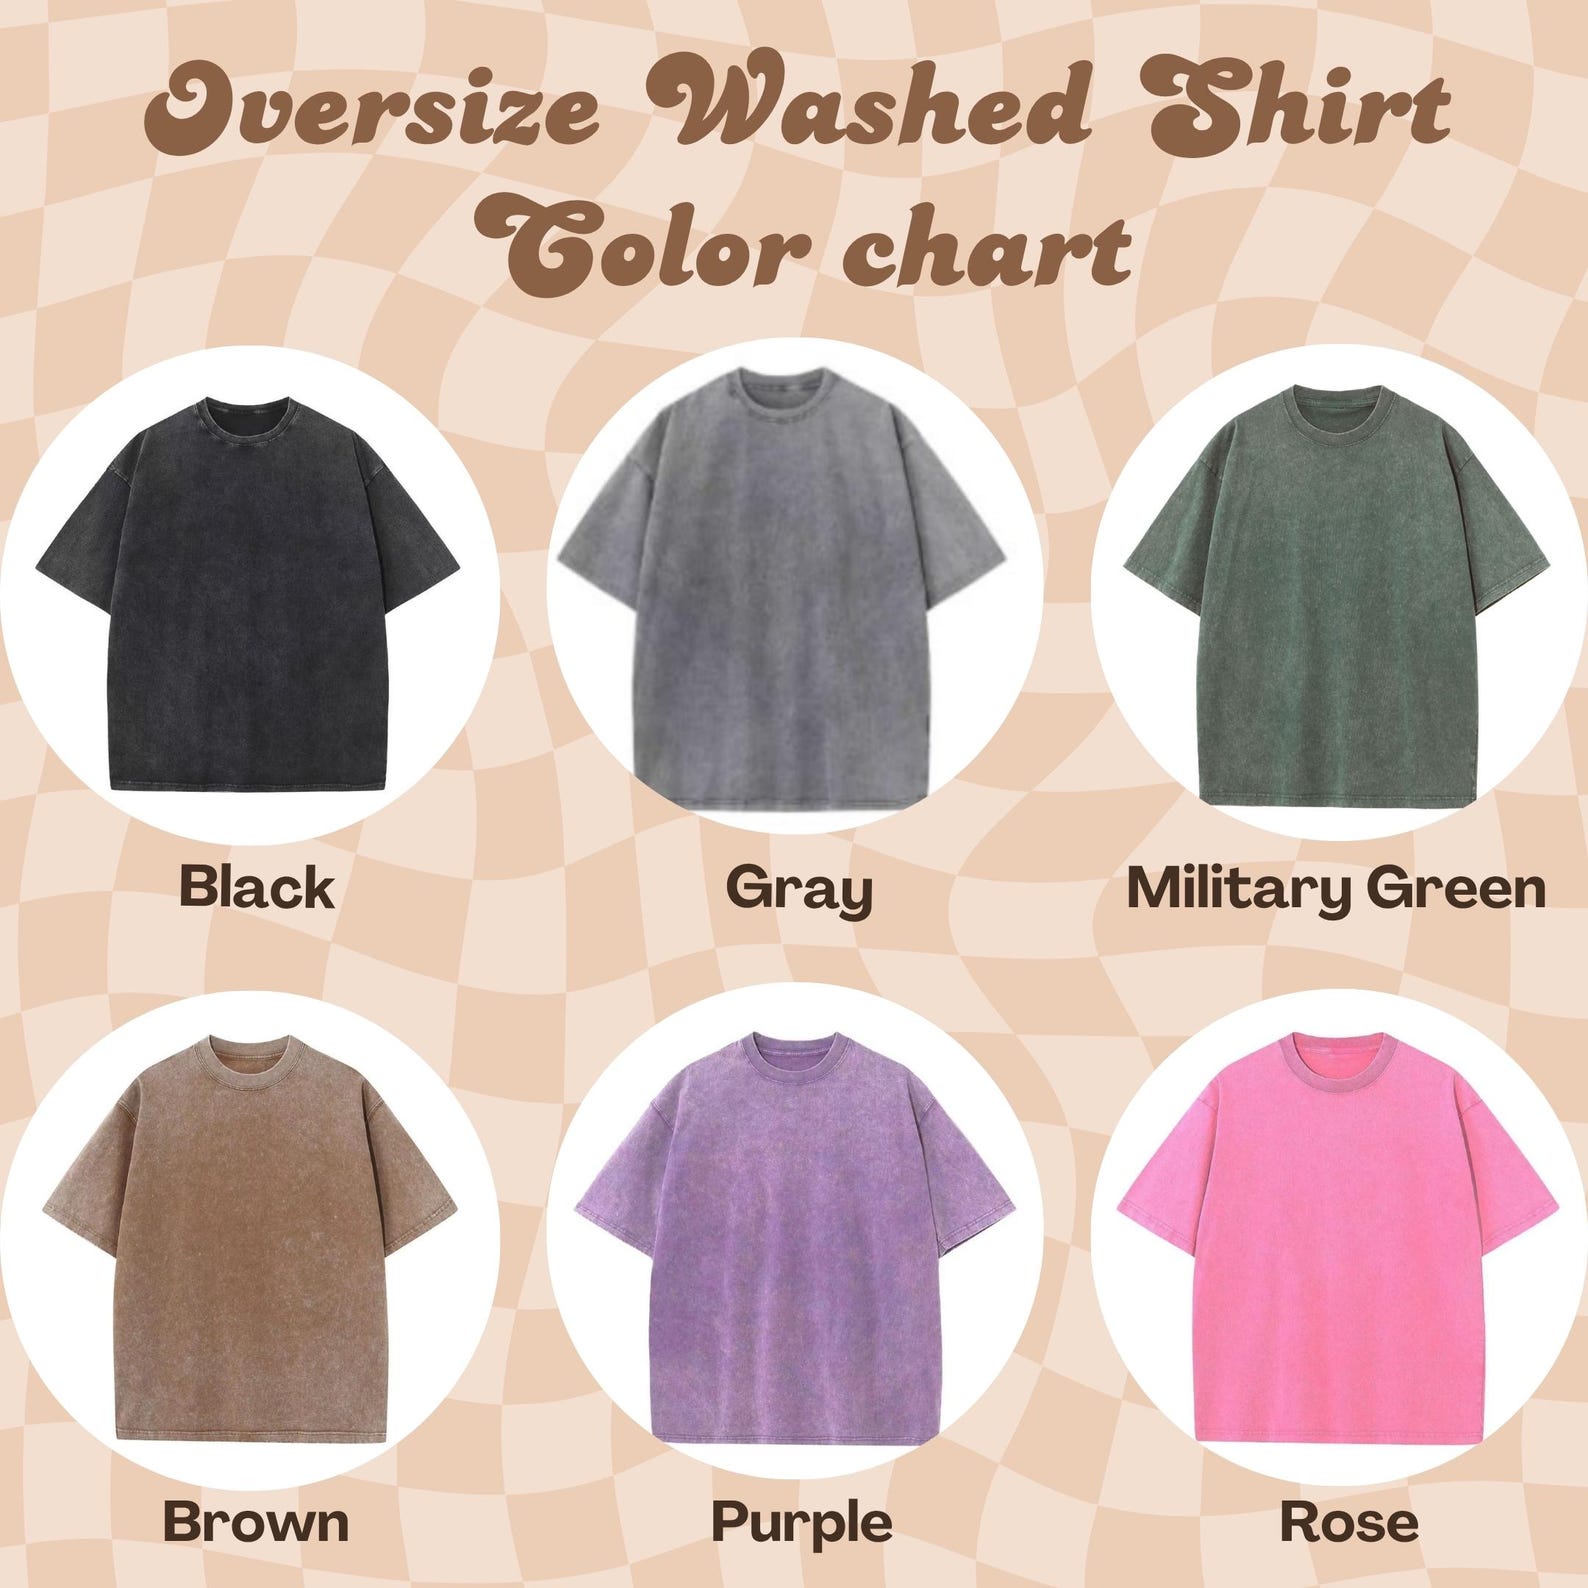 Oversize Washed Shirt
Color chart
Black
Gray
Military Green
Brown
Purple
Rose